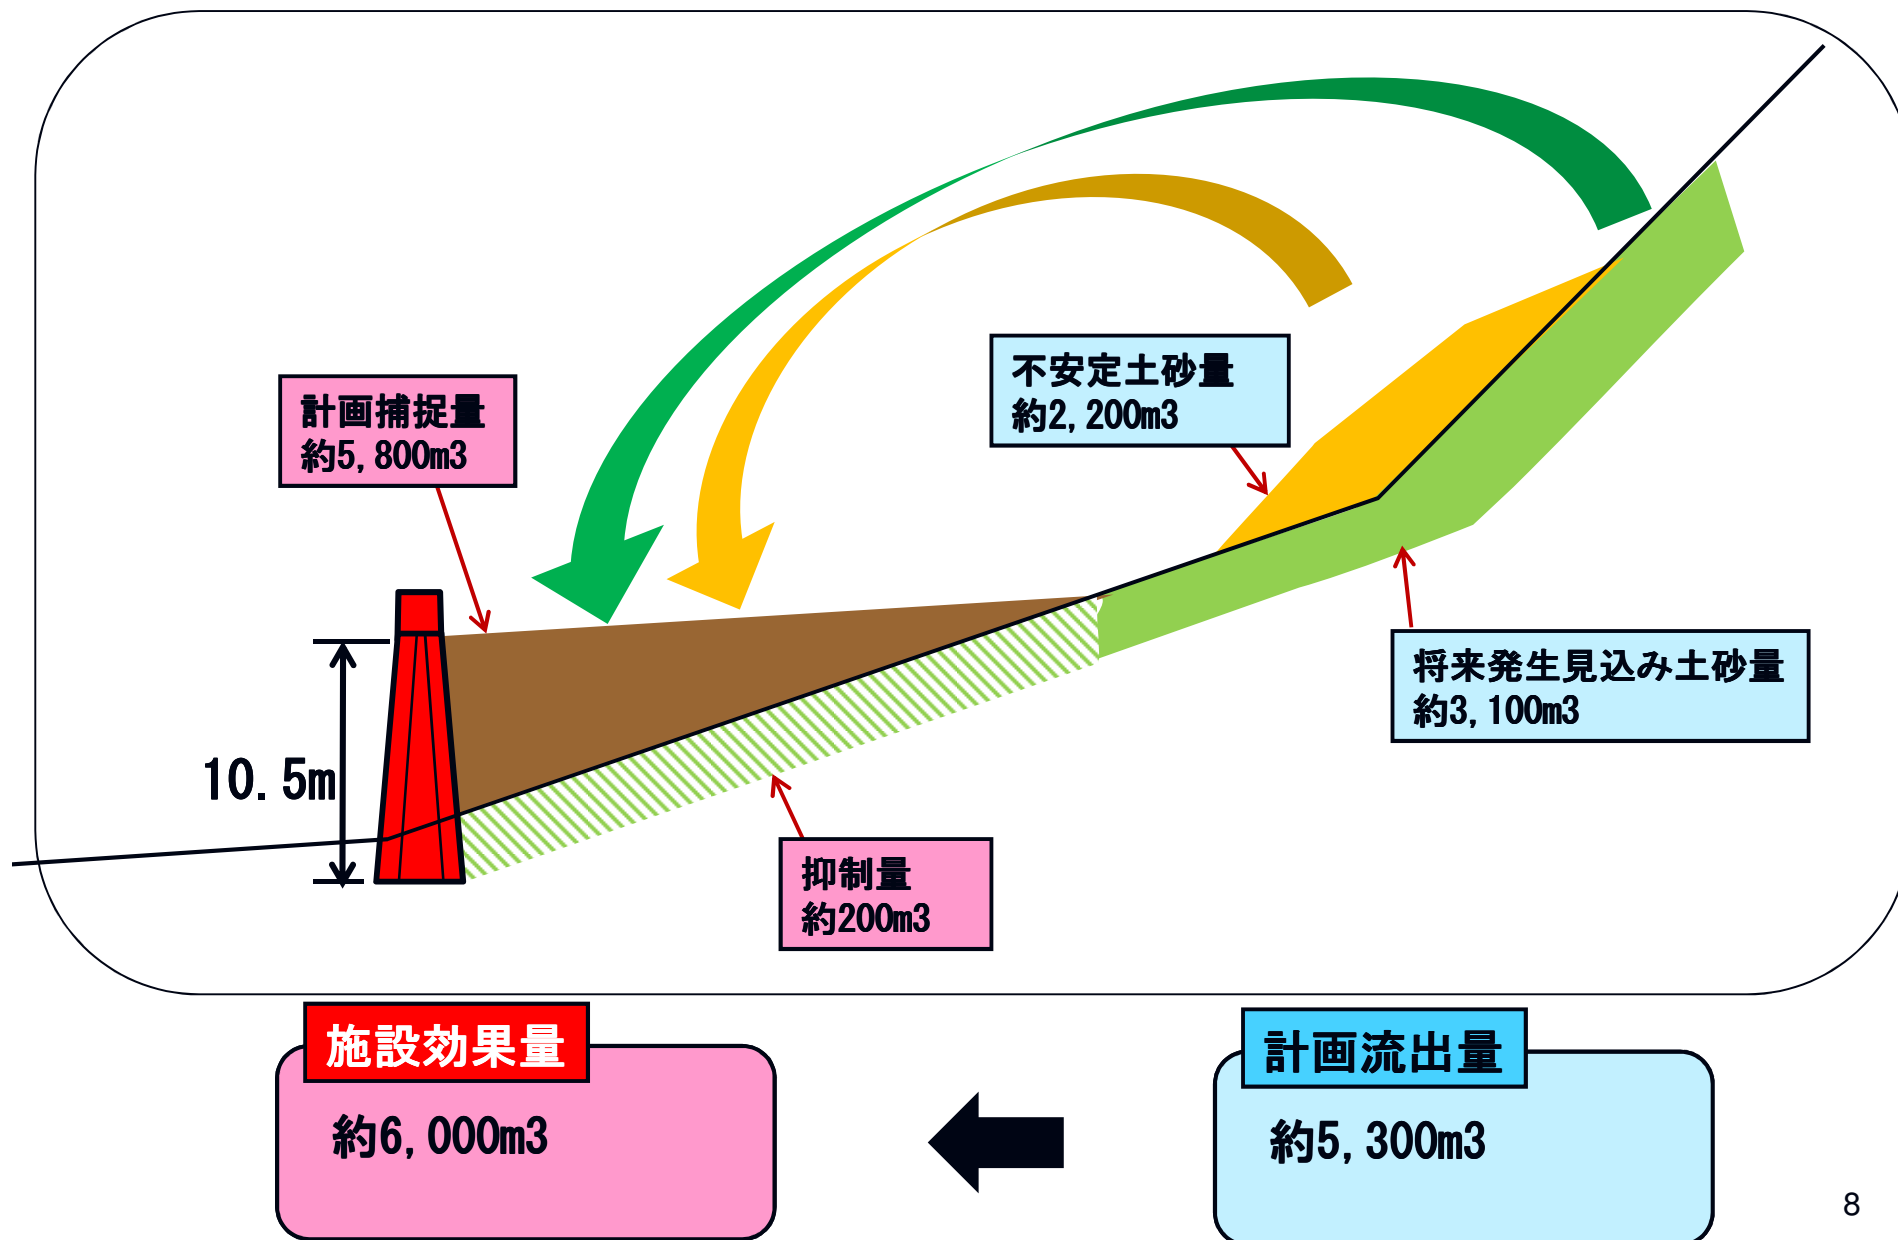 不安定土砂量
約2,200m3
計画捕捉量
約5,800m3
将来発生見込み土砂量
約3,100m3
10.5m
抑制量
約200m3
施設効果量
約6,000m3
計画流出量
約5,300m3
8